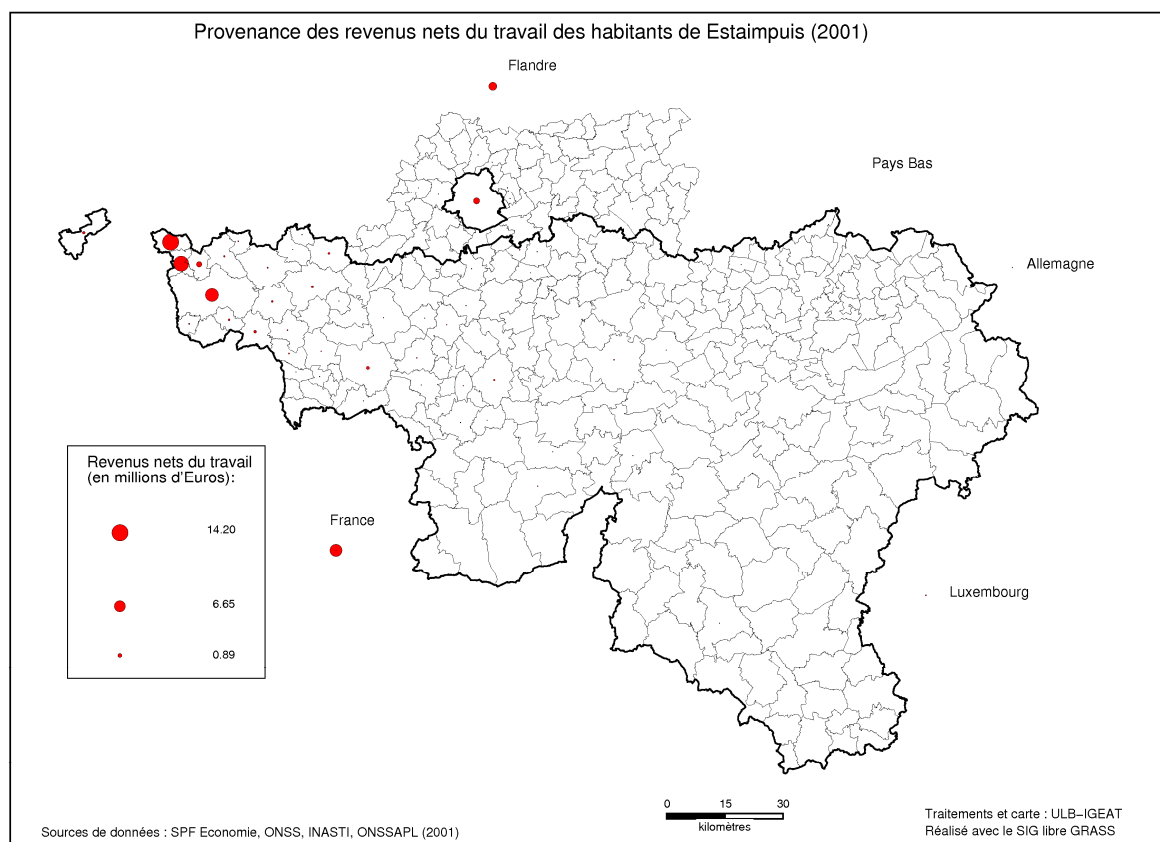 Provenance des revenus nets du travail des habitants de Estaimpuis (2001)
Flandre
Pays Bas
Allemagne
Revenus nets du travail
(en millions d'Euros):
14.20
6.65
0.89
France
Luxembourg
0 15 30
kilomètres
Sources de données : SPF Economie, ONSS, INASTI, ONSSAPL (2001)
Traitements et carte : ULB-IGEAT
Réalisé avec le SIG libre GRASS